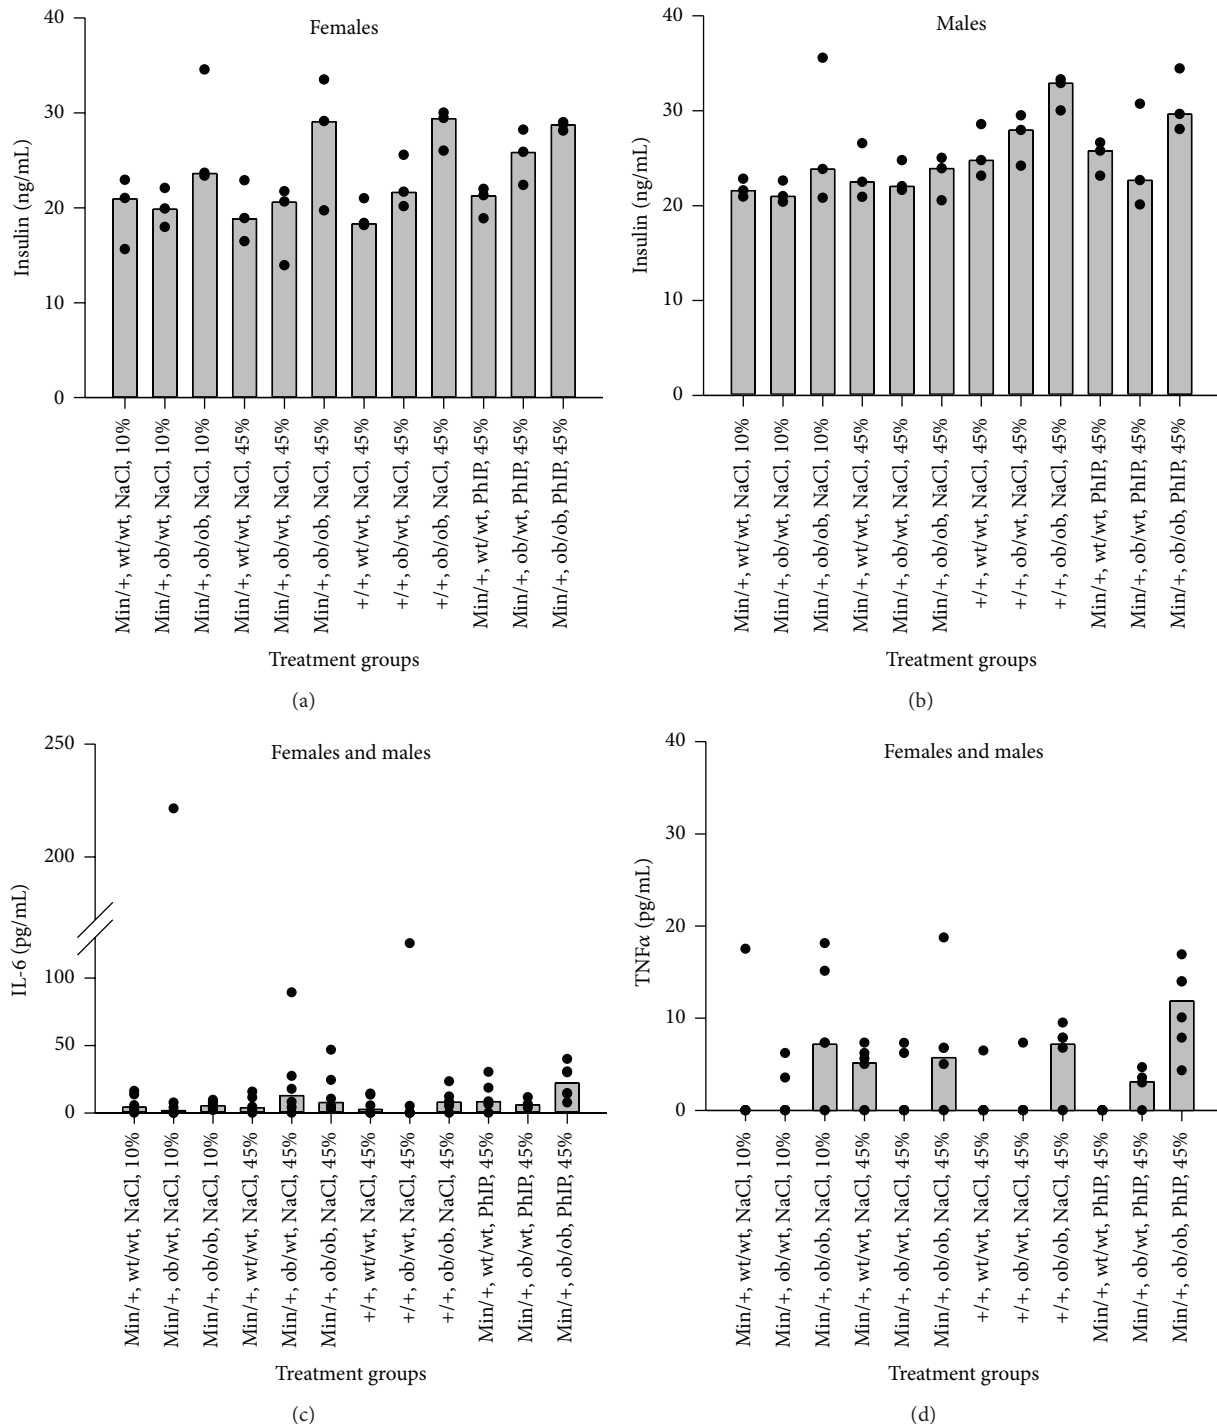 Females
40
30
20
10
0
Insulin (ng/mL)
Min/+, wt/wt, NaCl, 10%
Min/+, ob/wt, NaCl, 10%
Min/+, ob/ob, NaCl, 10%
Min/+, wt/wt, NaCl, 45%
Min/+, ob/wt, NaCl, 45%
Min/+, ob/ob, NaCl, 45%
+/+, wt/wt, NaCl, 45%
+/+, ob/wt, NaCl, 45%
+/+, ob/ob, NaCl, 45%
Min/+, wt/wt, PhIP, 45%
Min/+, ob/wt, PhIP, 45%
Min/+, ob/ob, PhIP, 45%
Treatment groups
(a)
Males
40
30
20
10
0
Insulin (ng/mL)
Min/+, wt/wt, NaCl, 10%
Min/+, ob/wt, NaCl, 10%
Min/+, ob/ob, NaCl, 10%
Min/+, wt/wt, NaCl, 45%
Min/+, ob/wt, NaCl, 45%
Min/+, ob/ob, NaCl, 45%
+/+, wt/wt, NaCl, 45%
+/+, ob/wt, NaCl, 45%
+/+, ob/ob, NaCl, 45%
Min/+, wt/wt, PhIP, 45%
Min/+, ob/wt, PhIP, 45%
Min/+, ob/ob, PhIP, 45%
Treatment groups
(b)
Females and males
250
200
100
50
0
IL-6 (pg/mL)
Min/+, wt/wt, NaCl, 10%
Min/+, ob/wt, NaCl, 10%
Min/+, ob/ob, NaCl, 10%
Min/+, wt/wt, NaCl, 45%
Min/+, ob/wt, NaCl, 45%
Min/+, ob/ob, NaCl, 45%
+/+, wt/wt, NaCl, 45%
+/+, ob/wt, NaCl, 45%
+/+, ob/ob, NaCl, 45%
Min/+, wt/wt, PhIP, 45%
Min/+, ob/wt, PhIP, 45%
Min/+, ob/ob, PhIP, 45%
Treatment groups
(c)
Females and males
40
30
20
10
0
TNFα (pg/mL)
Min/+, wt/wt, NaCl, 10%
Min/+, ob/wt, NaCl, 10%
Min/+, ob/ob, NaCl, 10%
Min/+, wt/wt, NaCl, 45%
Min/+, ob/wt, NaCl, 45%
Min/+, ob/ob, NaCl, 45%
+/+, wt/wt, NaCl, 45%
+/+, ob/wt, NaCl, 45%
+/+, ob/ob, NaCl, 45%
Min/+, wt/wt, PhIP, 45%
Min/+, ob/wt, PhIP, 45%
Min/+, ob/ob, PhIP, 45%
Treatment groups
(d)